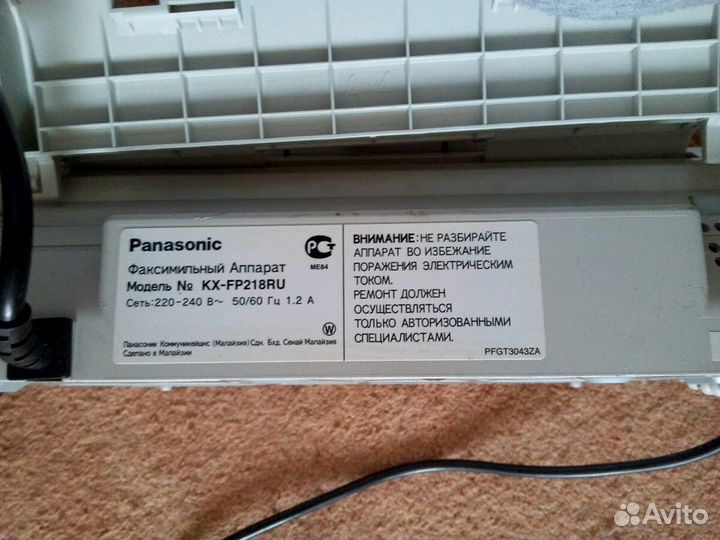 A4
Panasonic
Факсимильный Аппарат
Модель № KX-FP218RU
Сеть:220-240 В~ 50/60 Гц 1.2 А
Панасоник Коммуникейшнс (Малайзия) Сдн. Бхд. Сенай Малайзия
Сделано в Малайзии
РСТ
ME84
W
ВНИМАНИЕ: НЕ РАЗБИРАЙТЕ
АППАРАТ ВО ИЗБЕЖАНИЕ
ПОРАЖЕНИЯ ЭЛЕКТРИЧЕСКИМ
ТОКОМ.
РЕМОНТ ДОЛЖЕН
ОСУЩЕСТВЛЯТЬСЯ
ТОЛЬКО АВТОРИЗОВАННЫМИ
СПЕЦИАЛИСТАМИ.
PFGT3043ZA
Avito